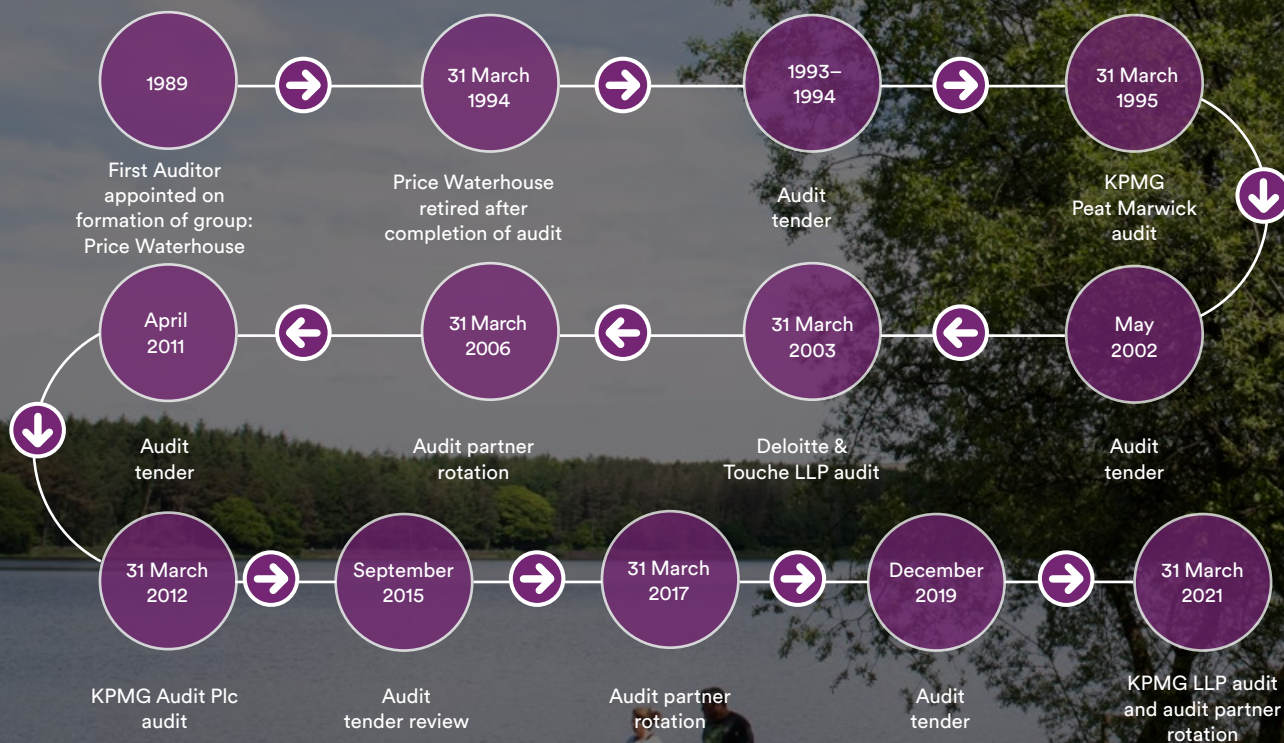 1989
First Auditor
appointed on
formation of group:
Price Waterhouse
31 March
1994
Price Waterhouse
retired after
completion of audit
1993–
1994
Audit
tender
31 March
1995
KPMG
Peat Marwick
audit
May
2002
Audit
tender
31 March
2003
Deloitte &
Touche LLP audit
31 March
2006
Audit partner
rotation
April
2011
Audit
tender
31 March
2012
KPMG Audit Plc
audit
September
2015
Audit
tender review
31 March
2017
Audit partner
rotation
December
2019
Audit
tender
31 March
2021
KPMG LLP audit
and audit partner
rotation